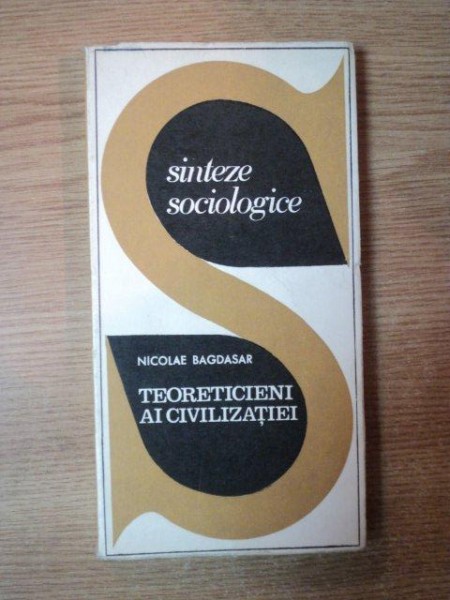 sinteze
sociologice
NICOLAE BAGDASAR
TEORETICIENI
AI CIVILIZAȚIEI